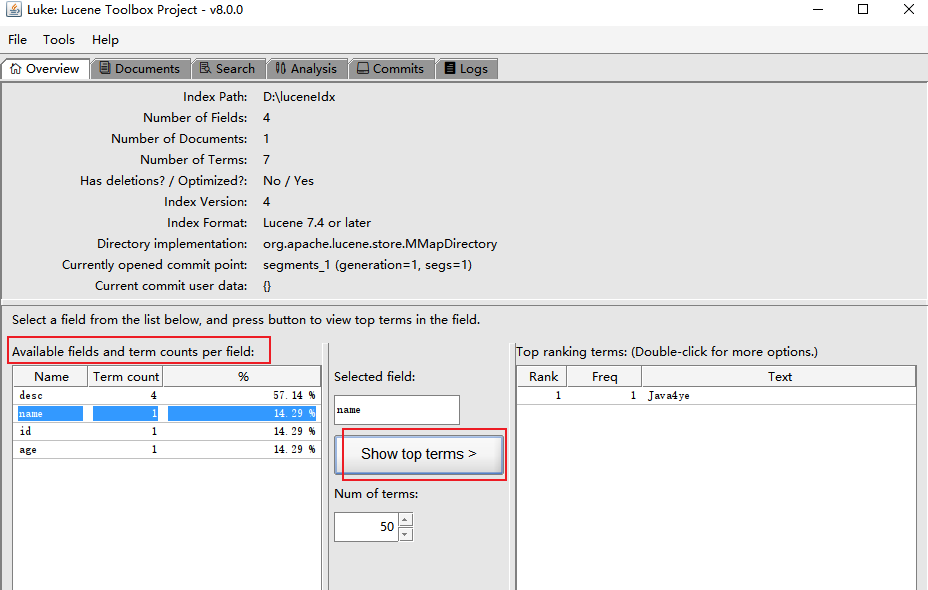 Luke: Lucene Toolbox Project - v8.0.0
File Tools Help
Overview Documents Search Analysis Commits Logs
Index Path: D:\luceneIdx
Number of Fields: 4
Number of Documents: 1
Number of Terms: 7
Has deletions? / Optimized?: No / Yes
Index Version: 4
Index Format: Lucene 7.4 or later
Directory implementation: org.apache.lucene.store.MMapDirectory
Currently opened commit point: segments_1 (generation=1, segs=1)
Current commit user data: {}
Select a field from the list below, and press button to view top terms in the field.
Available fields and term counts per field:
Name Term count %
desc 4 57.14 %
name 1 14.29 %
id 1 14.29 %
age 1 14.29 %
Selected field:
name
Show top terms >
Num of terms:
50
Top ranking terms: (Double-click for more options.)
Rank Freq Text
1 1 Java4ye